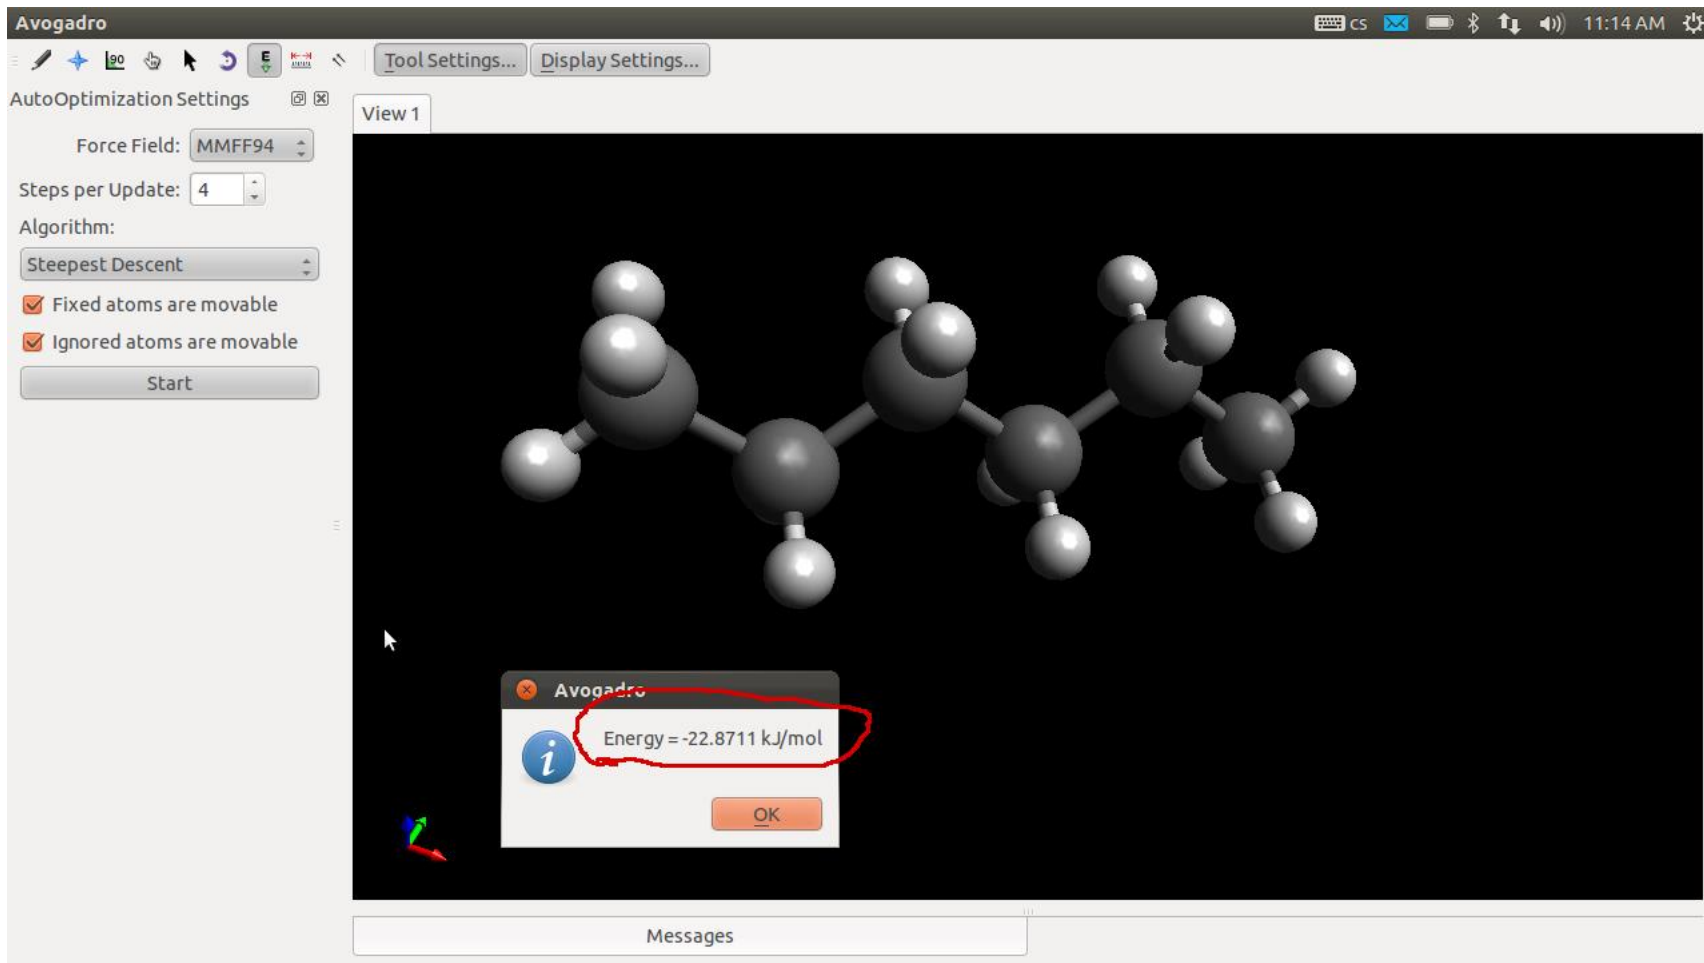 Avogadro
cs
11:14 AM
90
E
Tool Settings...
Display Settings...
AutoOptimization Settings
View 1
Force Field: MMFF94
Steps per Update: 4
Algorithm:
Steepest Descent
Fixed atoms are movable
Ignored atoms are movable
Start
Avogadro
i
Energy = -22.8711 kJ/mol
OK
Messages